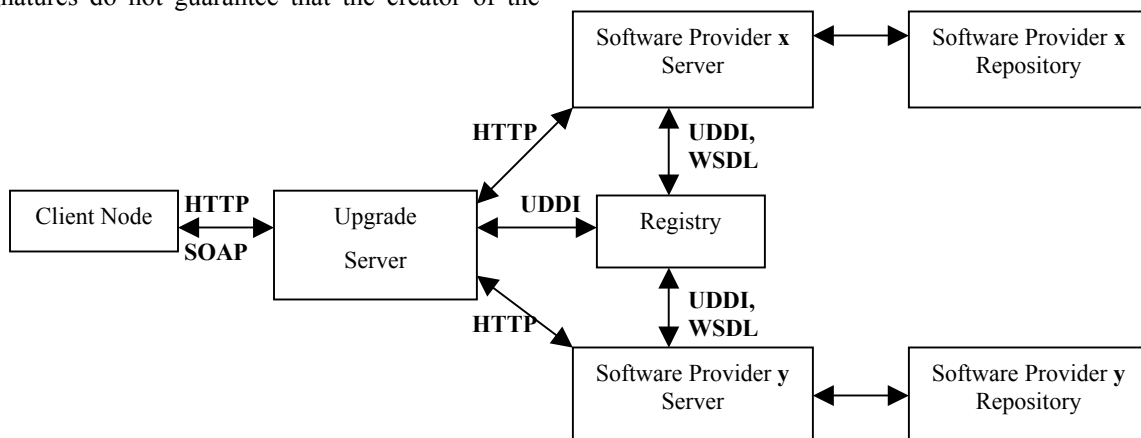 natures do not guarantee that the creator of the
Software Provider x
Server
Software Provider x
Repository
HTTP
UDDI,
WSDL
Client Node
HTTP
SOAP
Upgrade
Server
UDDI
Registry
HTTP
UDDI,
WSDL
Software Provider y
Server
Software Provider y
Repository